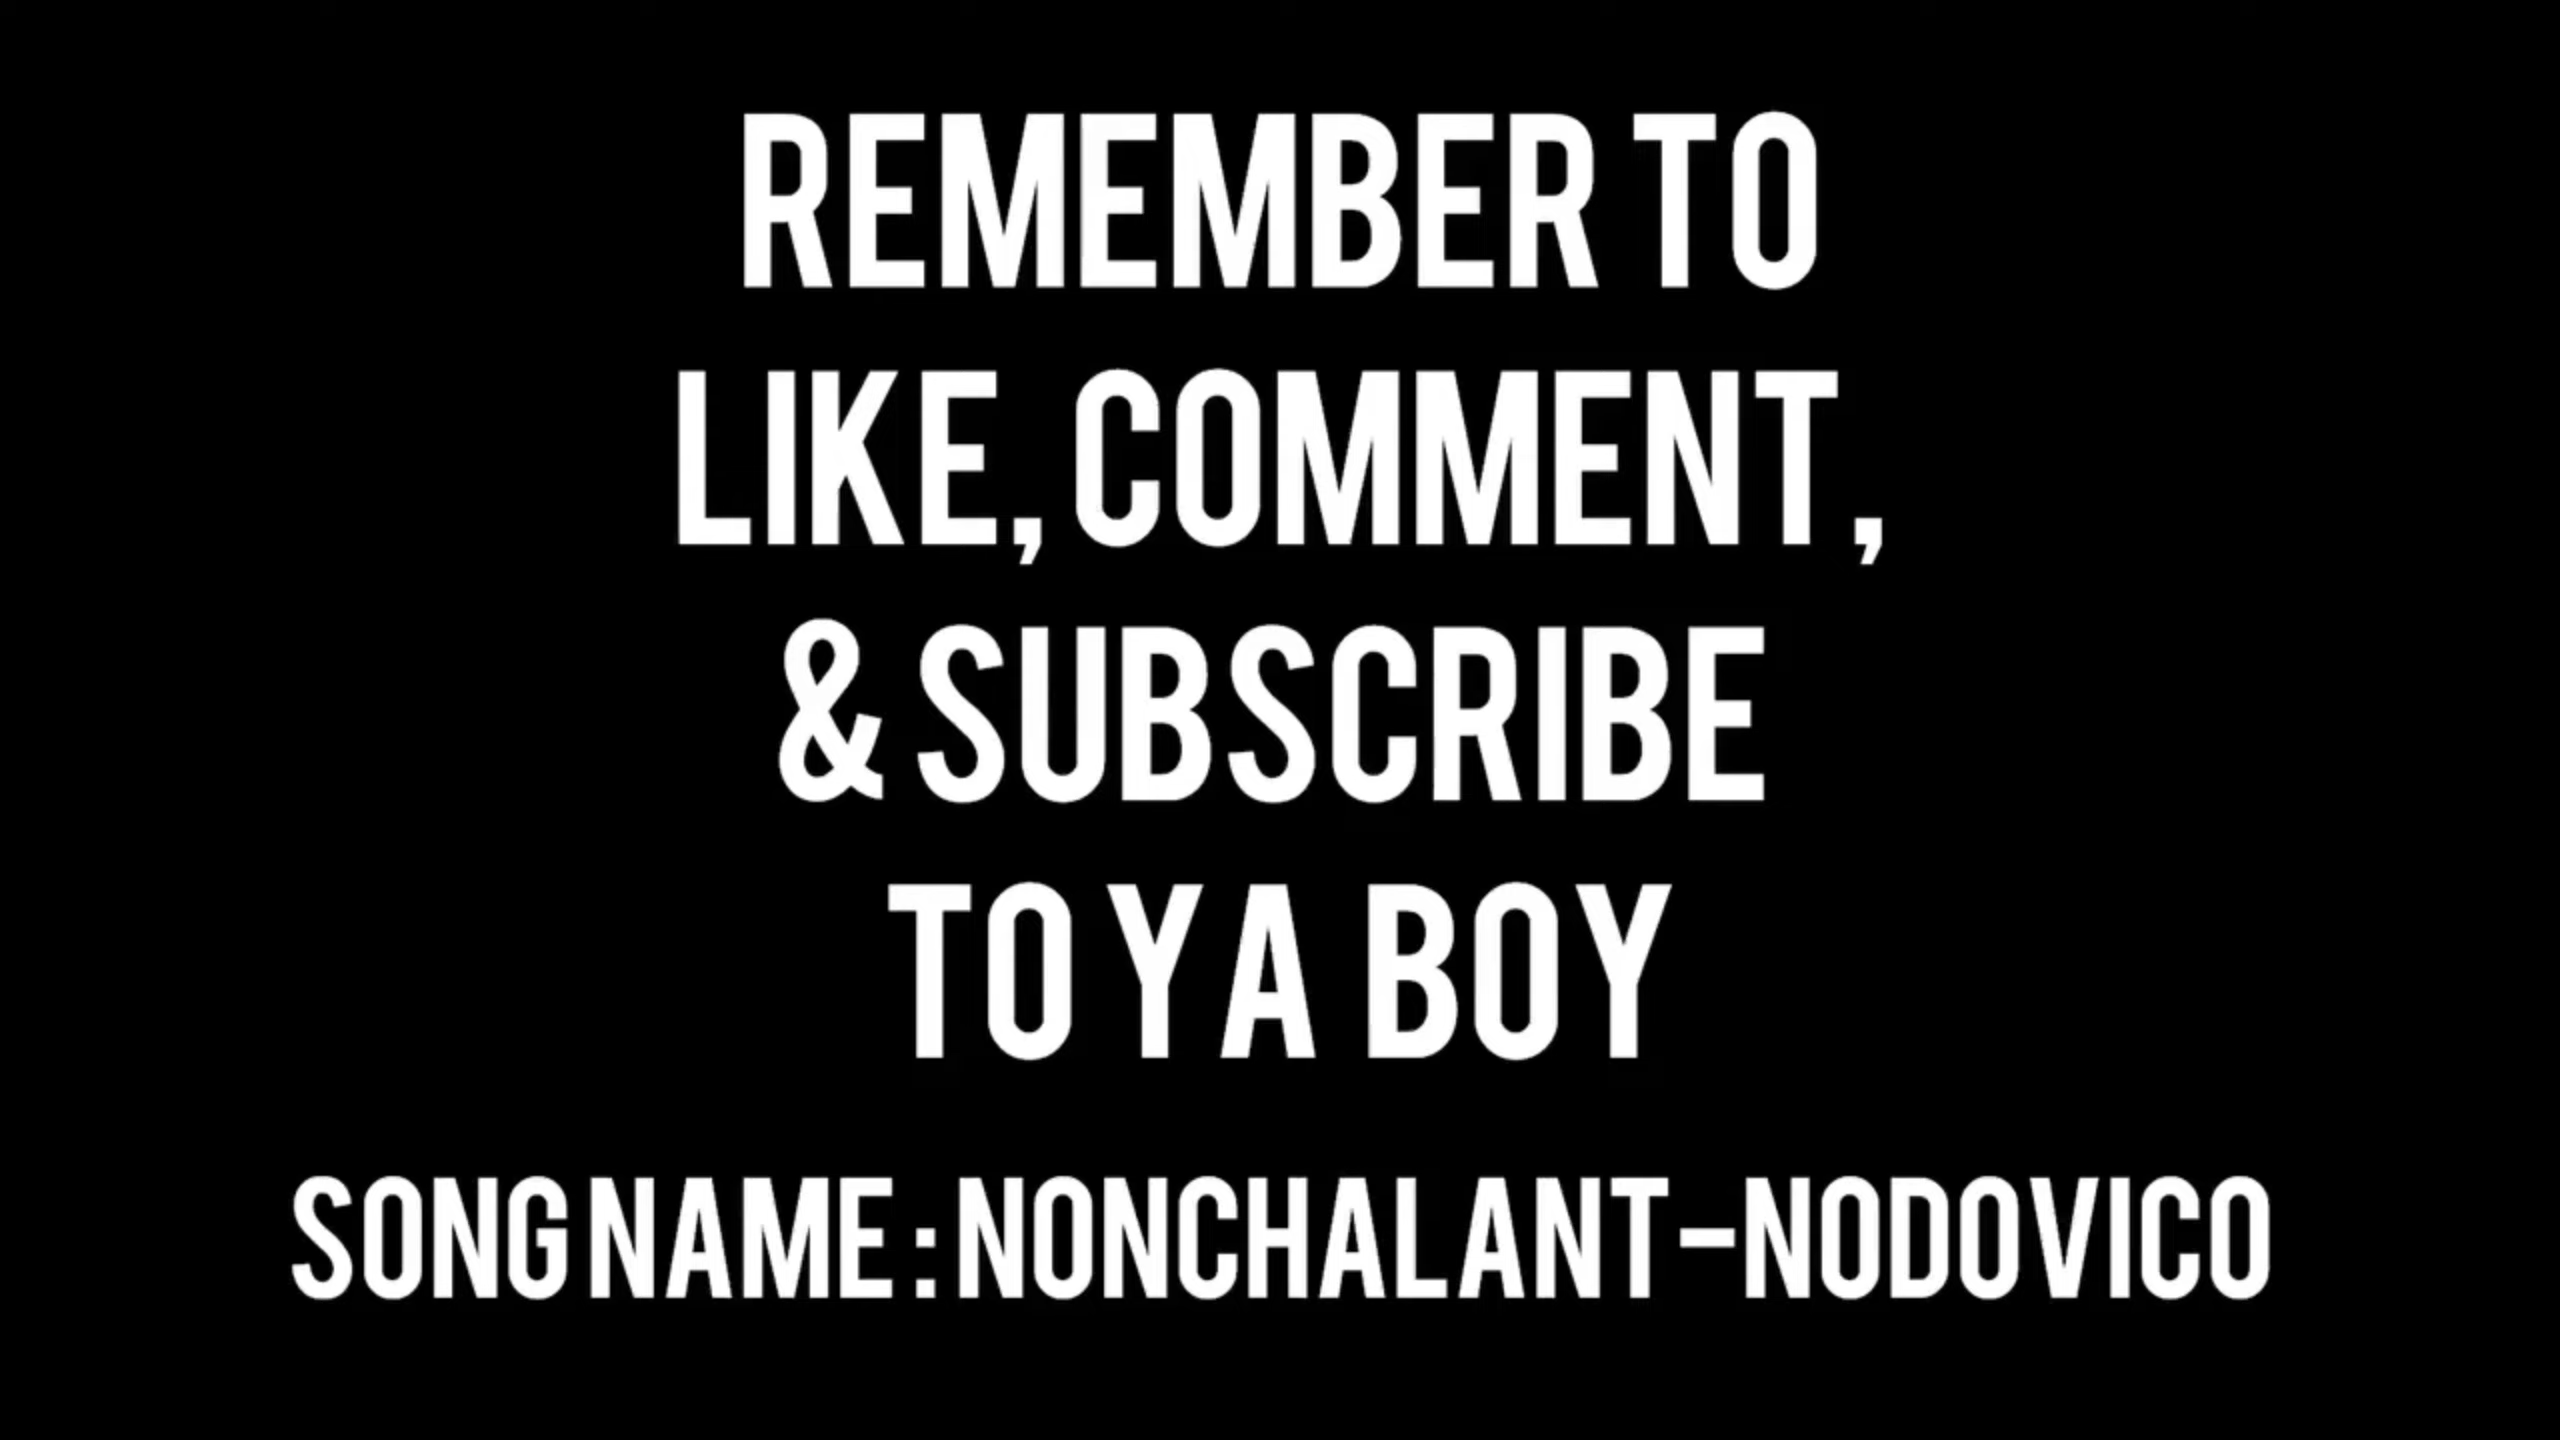 REMEMBER TO
LIKE, COMMENT,
& SUBSCRIBE
TO YA BOY
SONG NAME : NONCHALANT - NODOVICO